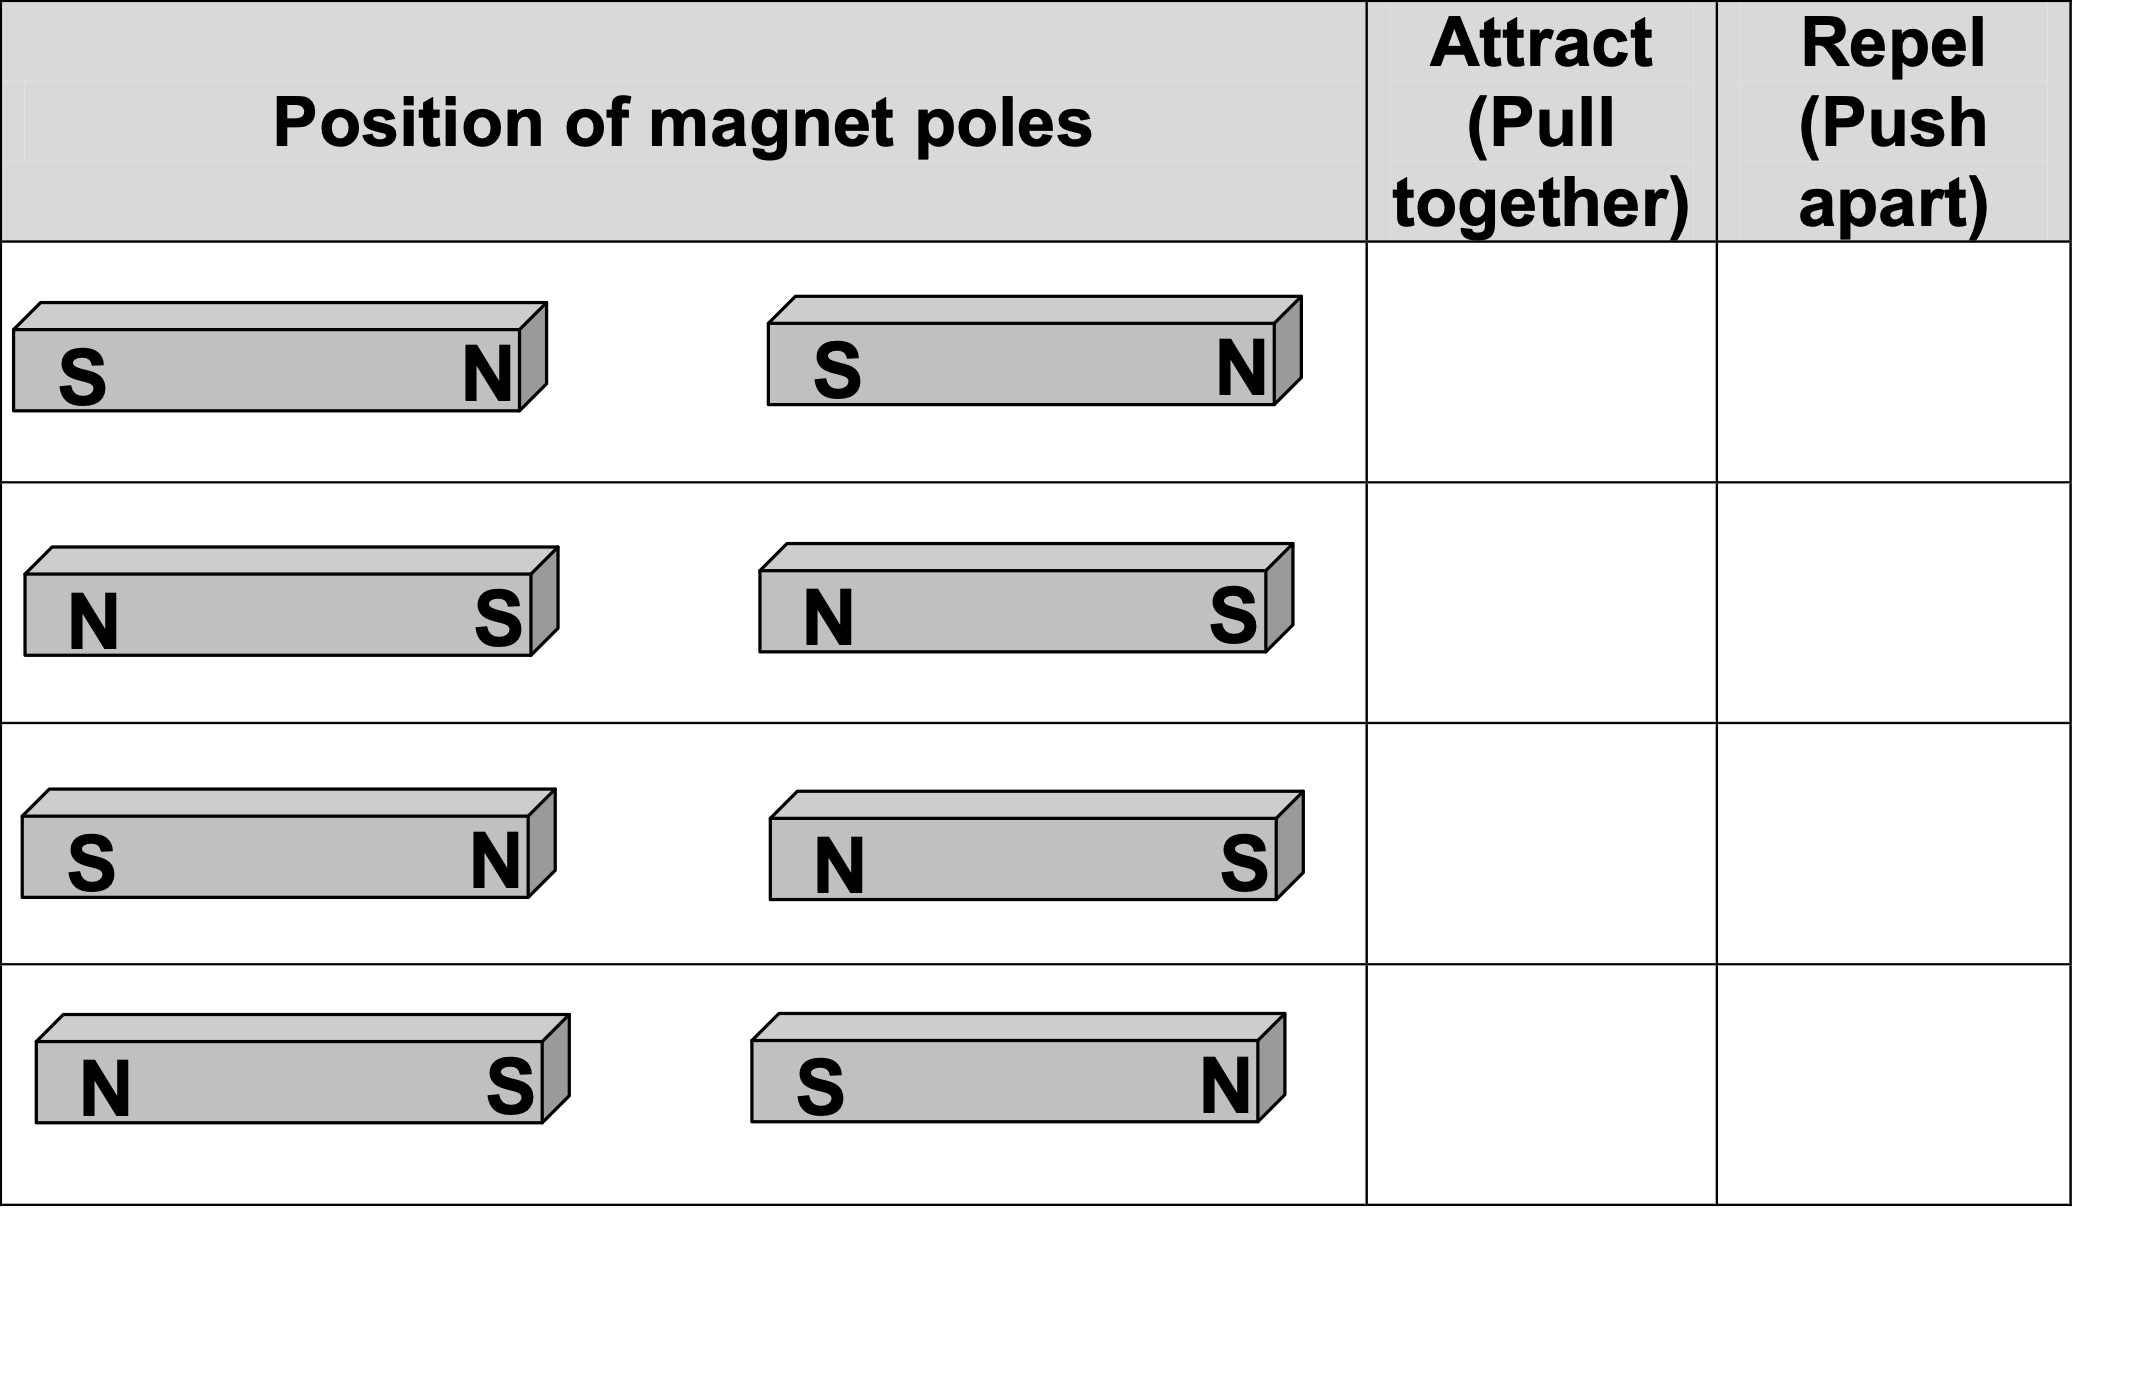 Position of magnet poles
Attract
(Pull
together)
Repel
(Push
apart)
S N S N
N S N S
S N N S
N S S N